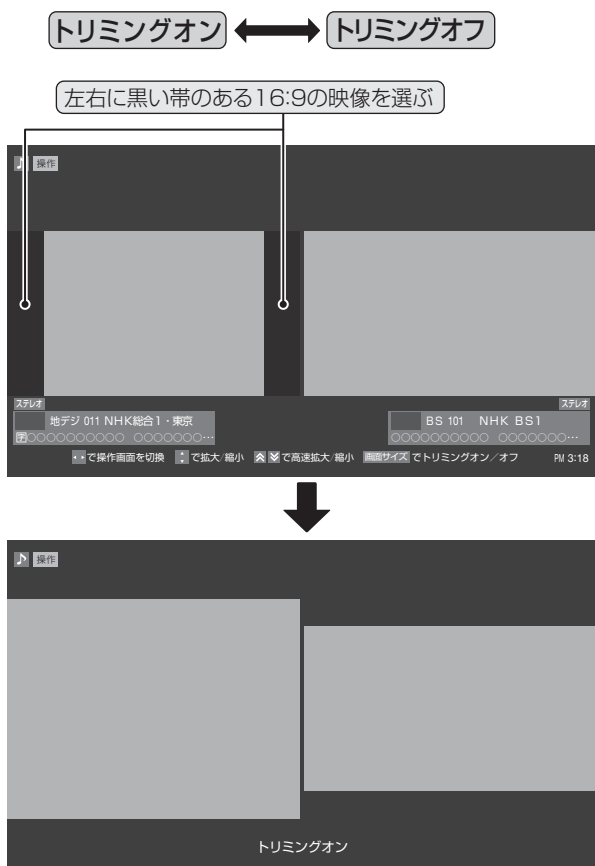 トリミングオン トリミングオフ
左右に黒い帯のある16:9の映像を選ぶ
♪ 操作
ステレオ ステレオ
地デジ 011 NHK総合1・東京 BS 101 NHK BS1
字○○○○○○○○○○ ○○○○○○○… ○○○○○○○○○○ ○○○○○○○…
で操作画面を切換 で拡大/縮小 で高速拡大/縮小 画面サイズ でトリミングオン/オフ PM 3:18
♪ 操作
トリミングオン